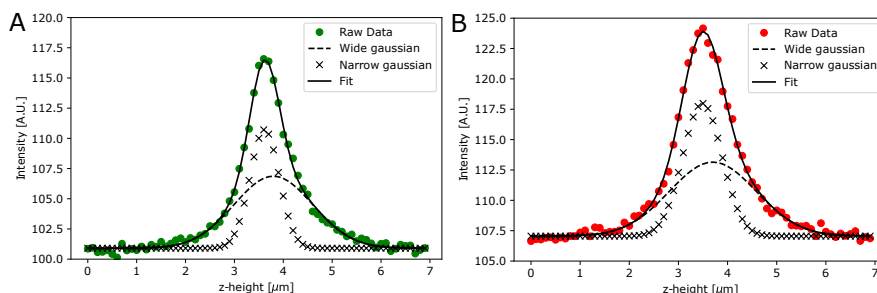 A
120.0
117.5
115.0
112.5
110.0
107.5
105.0
102.5
100.0
Intensity [A.U.]
0 1 2 3 4 5 6 7
z-height [μm]
Raw Data
Wide gaussian
Narrow gaussian
Fit
B
125.0
122.5
120.0
117.5
115.0
112.5
110.0
107.5
105.0
Intensity [A.U.]
0 1 2 3 4 5 6 7
z-height [μm]
Raw Data
Wide gaussian
Narrow gaussian
Fit